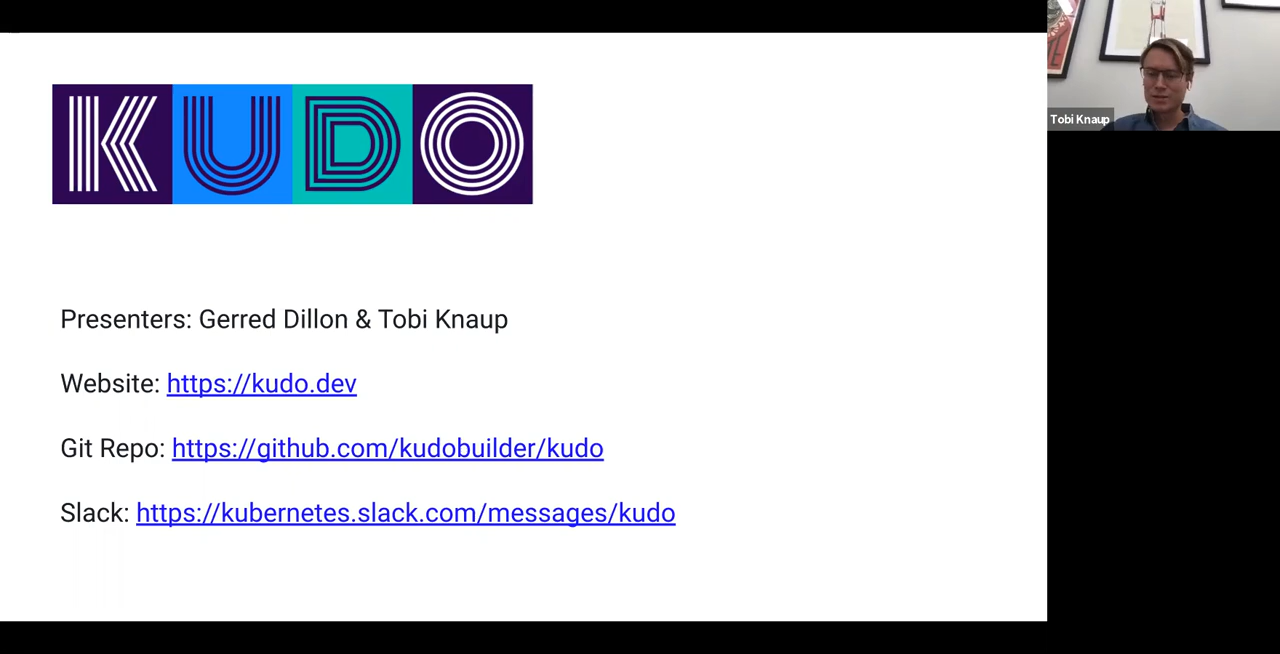 KUDO
Tobi Knaup
Presenters: Gerred Dillon & Tobi Knaup
Website: https://kudo.dev
Git Repo: https://github.com/kudobuilder/kudo
Slack: https://kubernetes.slack.com/messages/kudo